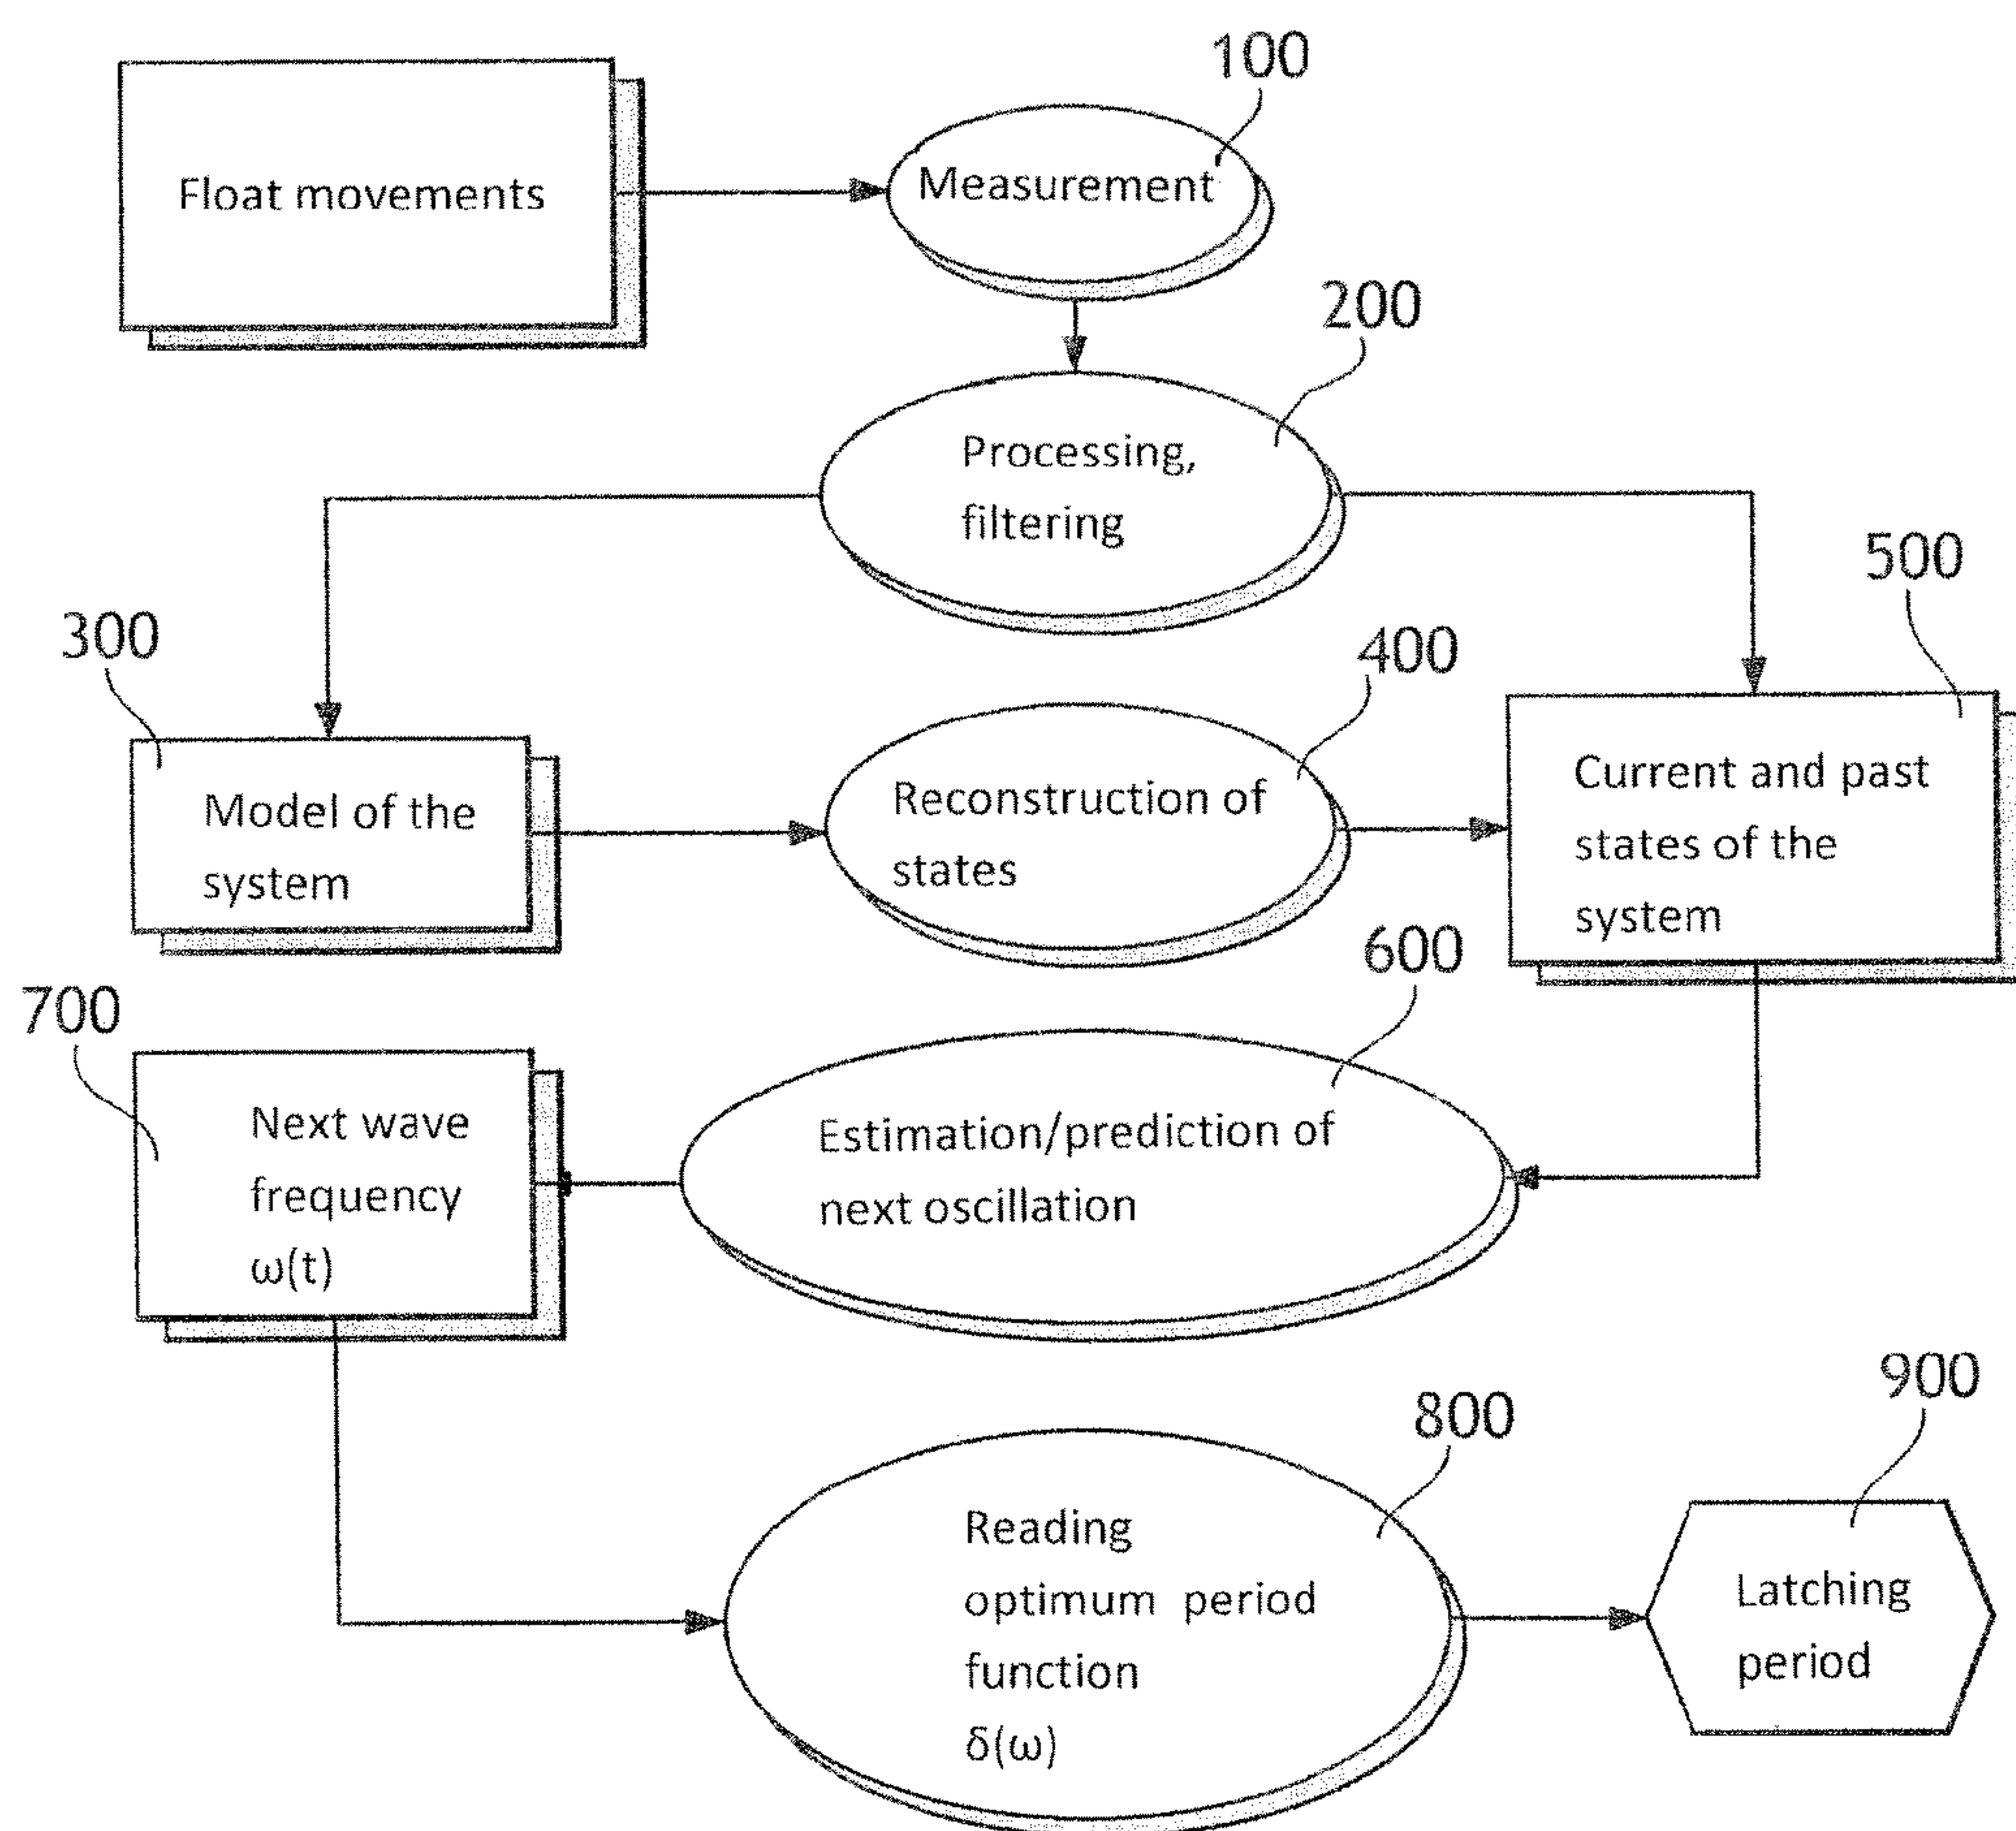 100
Float movements
Measurement
200
Processing,
filtering
300
400
500
Model of the
system
Reconstruction of
states
Current and past
states of the
system
600
700
Next wave
frequency
ω(t)
Estimation/prediction of
next oscillation
800
900
Reading
optimum period
function
δ(ω)
Latching
period